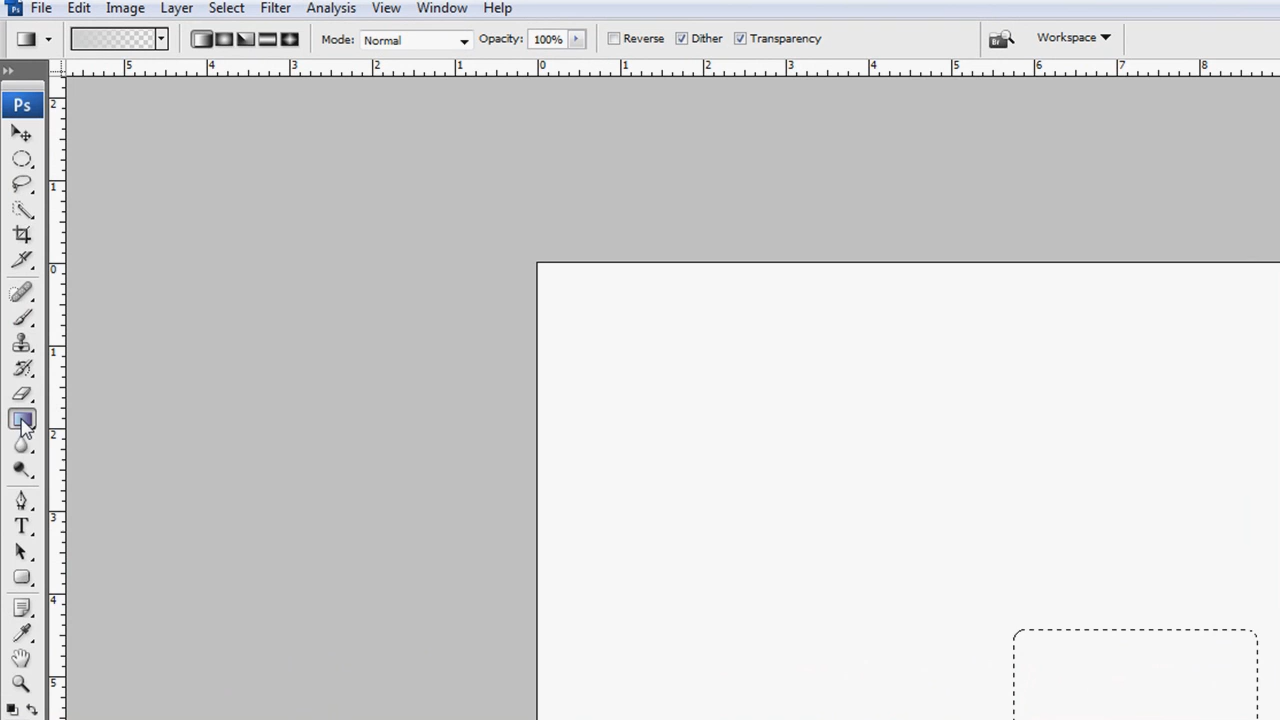 Ps File Edit Image Layer Select Filter Analysis View Window Help
Mode: Normal Opacity: 100% Reverse Dither Transparency Br Workspace
5 4 3 2 1 0 1 2 3 4 5 6 7 8
Ps
2
1
0
1
2
3
4
5
T